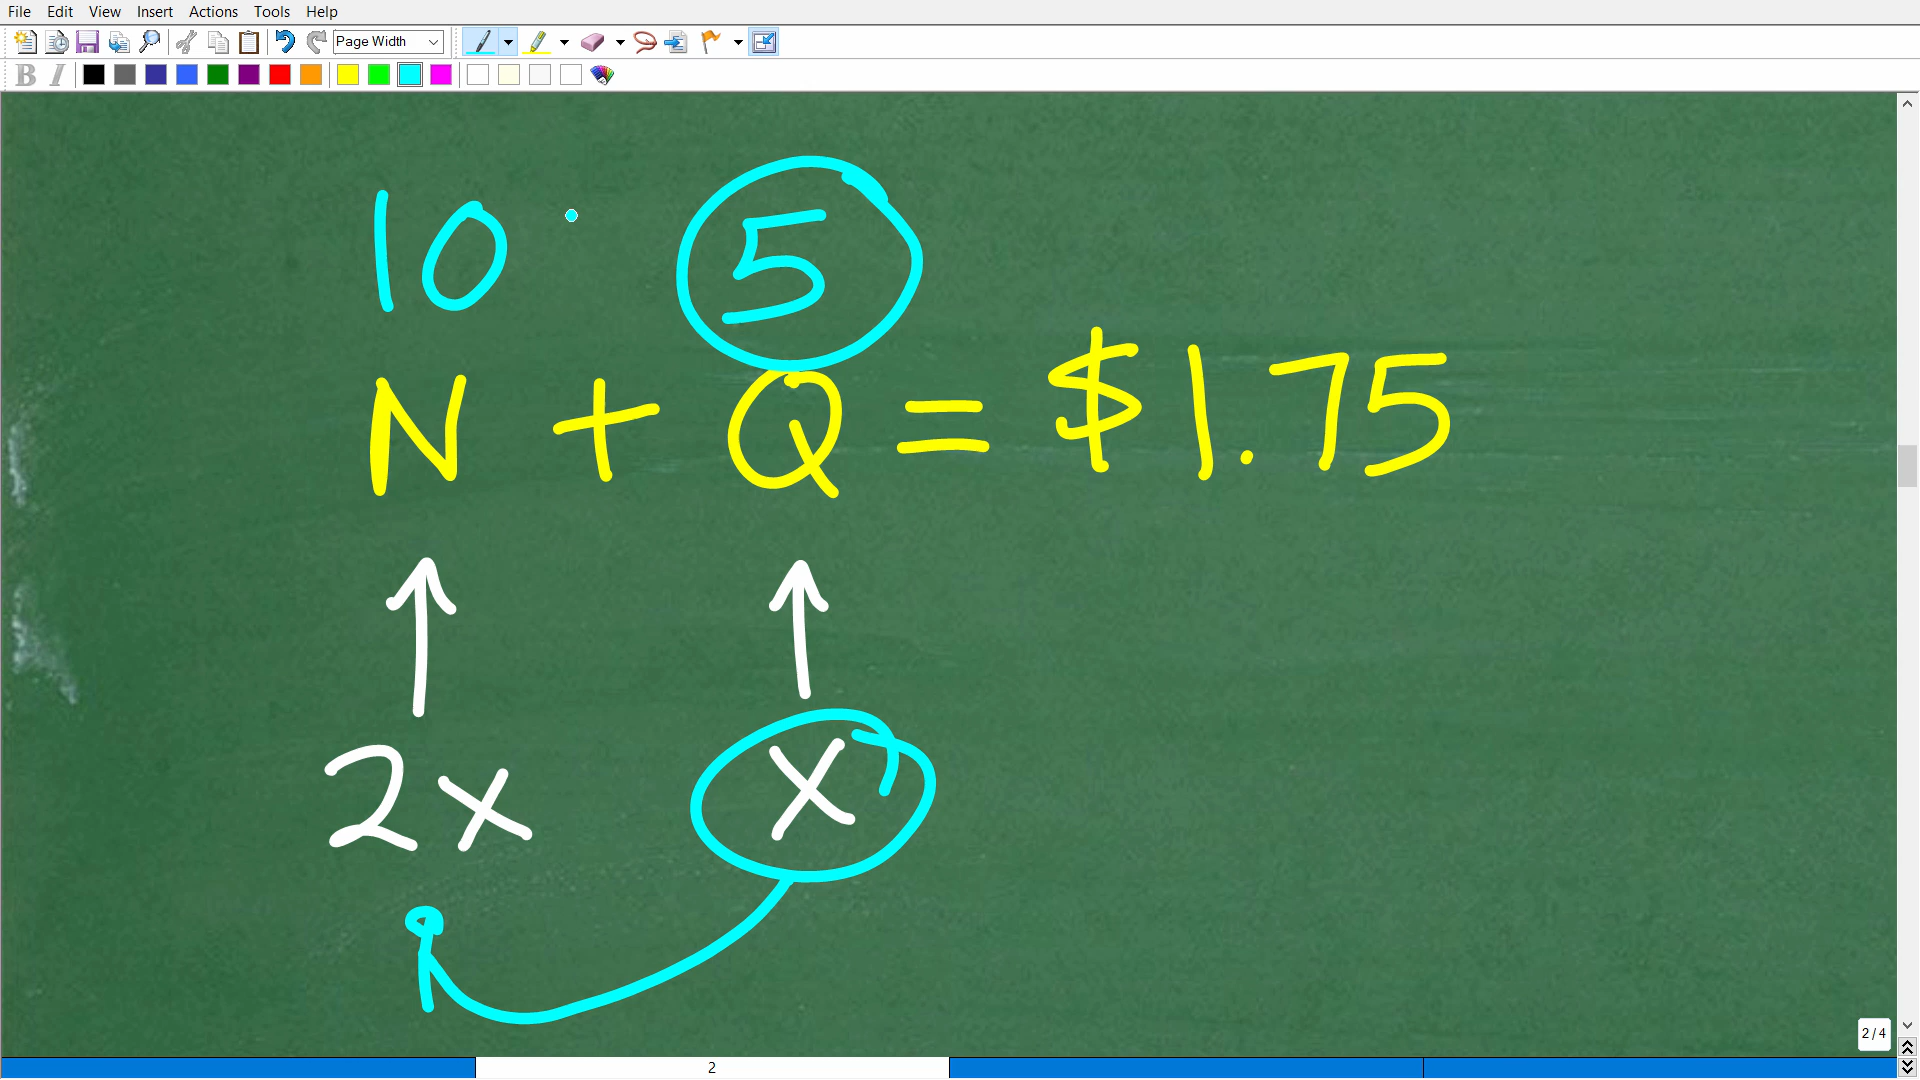 File Edit View Insert Actions Tools Help
Page Width
B I
10 5
N + Q = $1.75
2x x
2 / 4
2